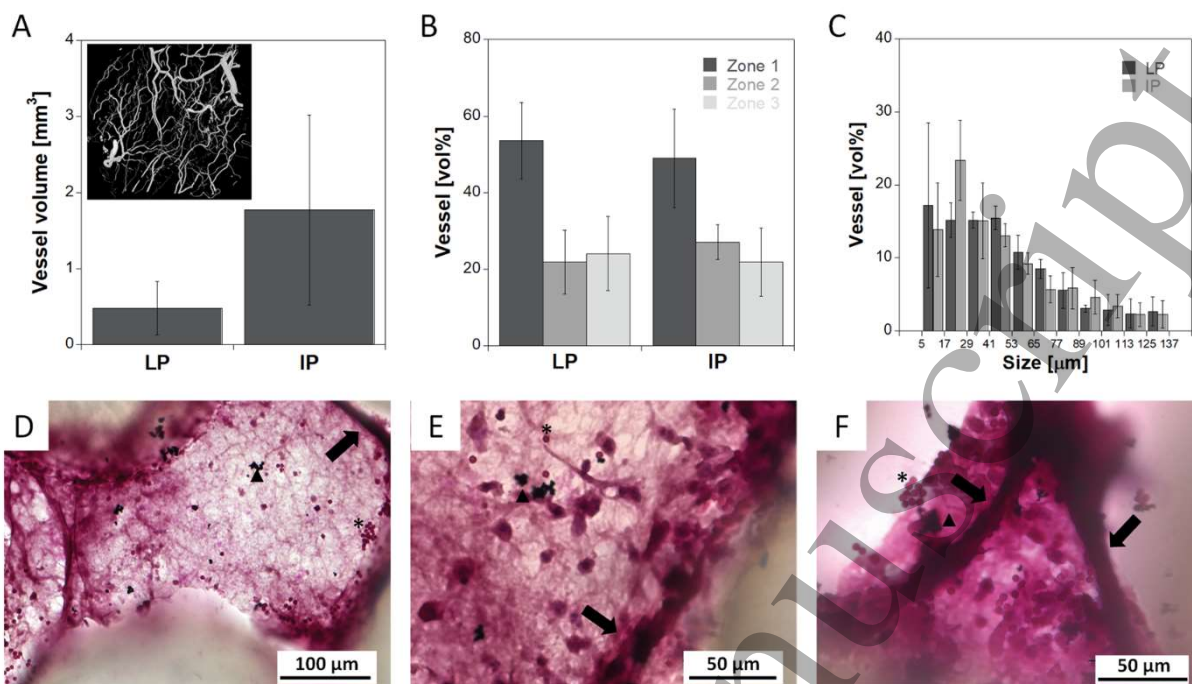 A
Vessel volume [mm³]
4
3
2
1
0
LP
IP
B
Vessel [vol%]
80
60
40
20
0
Zone 1
Zone 2
Zone 3
LP
IP
C
Vessel [vol%]
40
30
20
10
0
LP
IP
5 17 29 41 53 65 77 89 101 113 125 137
Size [μm]
D
*
100 μm
E
*
50 μm
F
*
50 μm
uscript